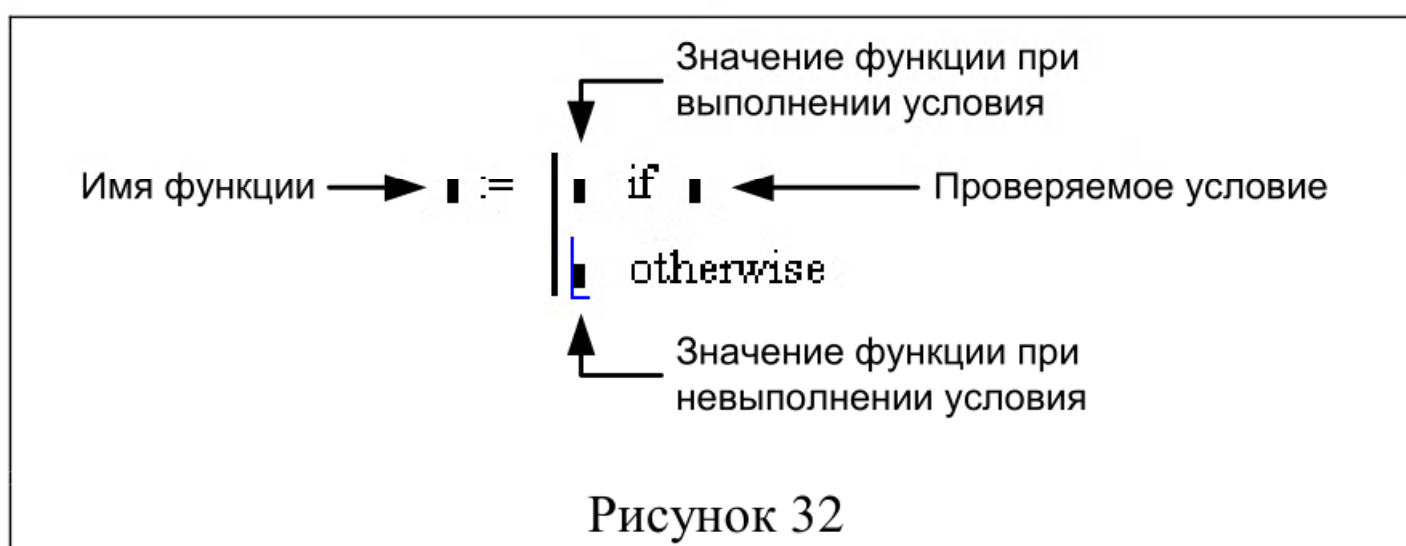 Значение функции при
выполнении условия
Имя функции := if Проверяемое условие
otherwise
Значение функции при
невыполнении условия
Рисунок 32